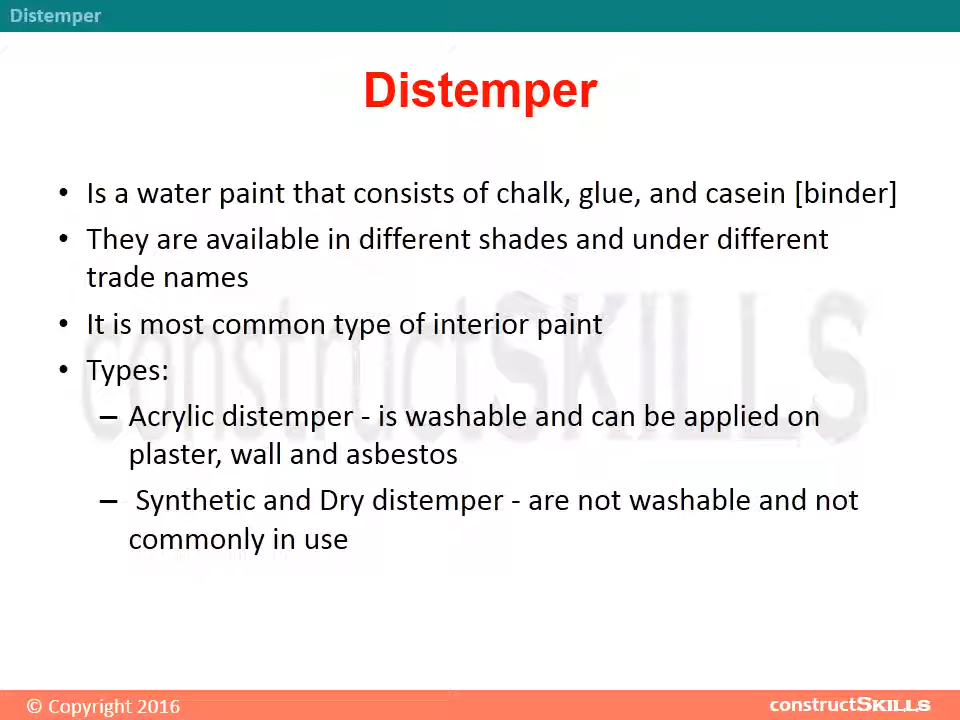 Distemper
Distemper
• Is a water paint that consists of chalk, glue, and casein [binder]
• They are available in different shades and under different
trade names
• It is most common type of interior paint
• Types:
– Acrylic distemper - is washable and can be applied on
plaster, wall and asbestos
– Synthetic and Dry distemper - are not washable and not
commonly in use
constructSKILLS
© Copyright 2016
constructSKILLS